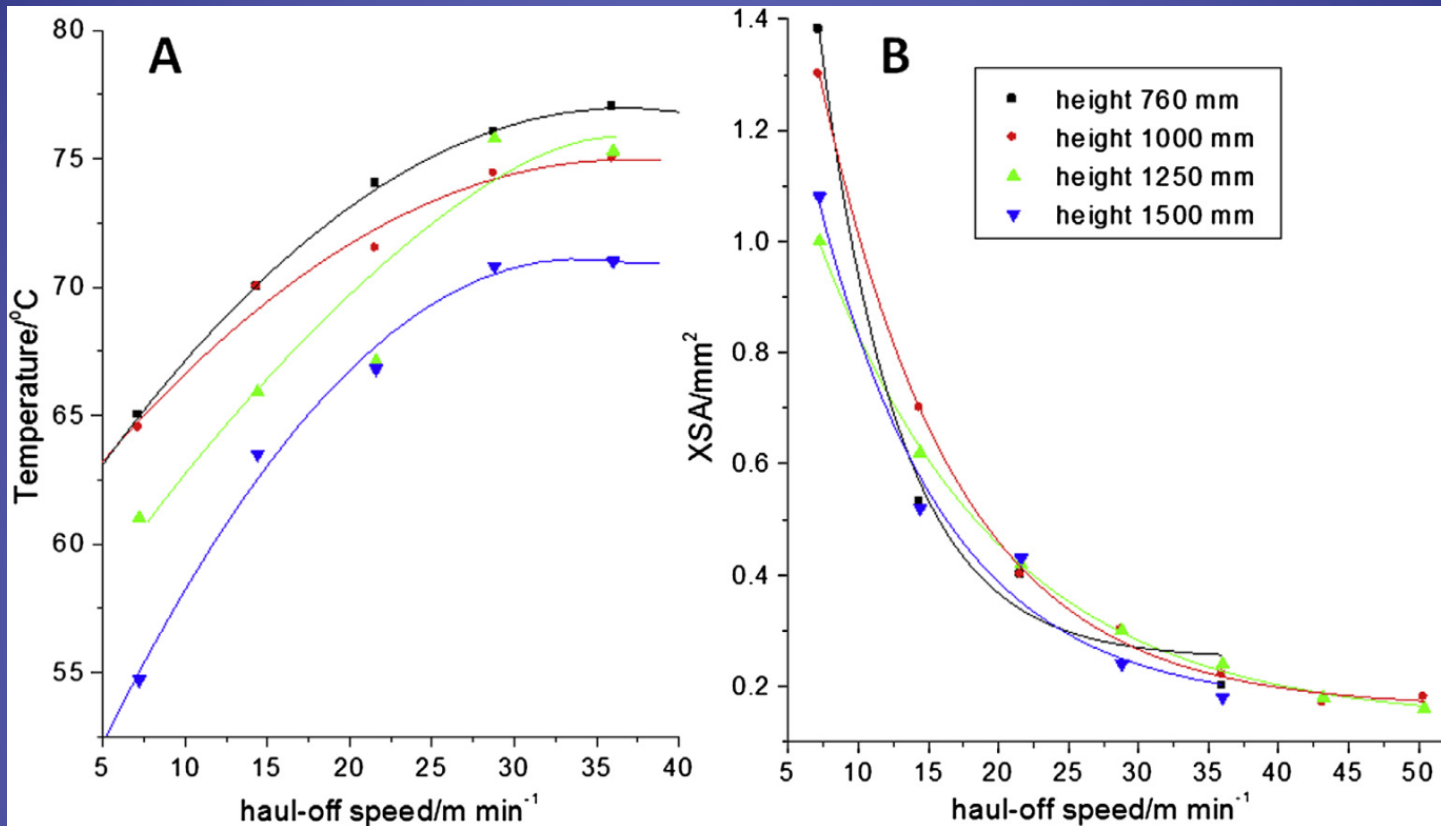 A
80
75
70
65
60
55
Temperature/⁰C
5 10 15 20 25 30 35 40
haul-off speed/m min⁻¹
B
1.4
1.2
1.0
0.8
0.6
0.4
0.2
XSA/mm²
height 760 mm
height 1000 mm
height 1250 mm
height 1500 mm
5 10 15 20 25 30 35 40 45 50
haul-off speed/m min⁻¹